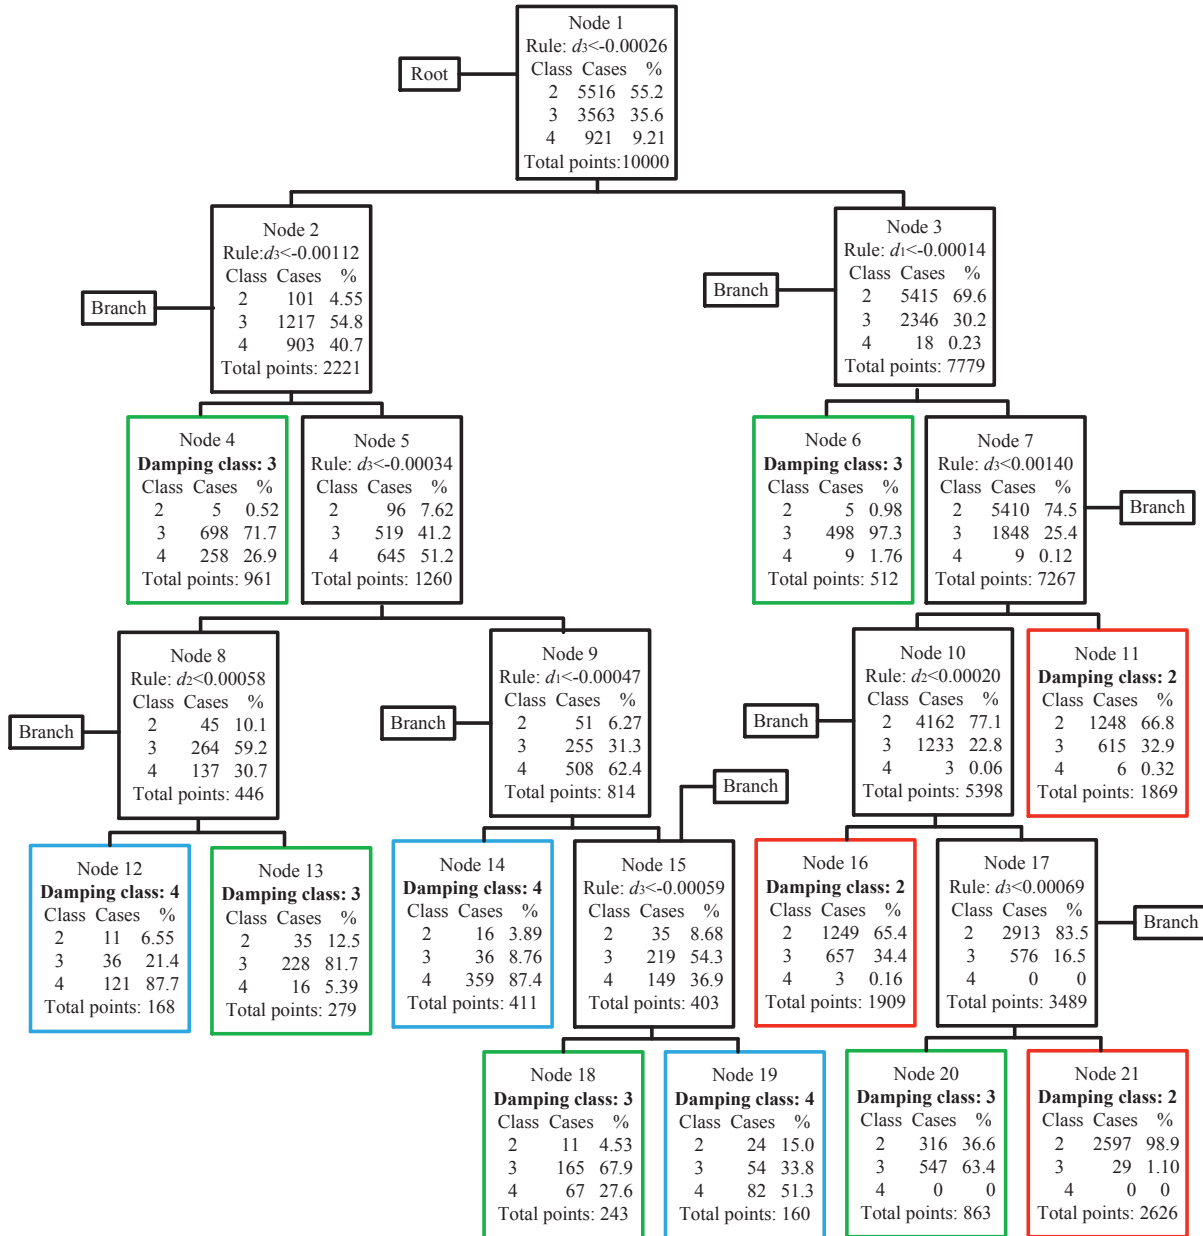 Node 1
Rule: d3<-0.00026
Class Cases %
2 5516 55.2
3 3563 35.6
4 921 9.21
Total points:10000
Root
Node 2
Rule:d3<-0.00112
Class Cases %
2 101 4.55
3 1217 54.8
4 903 40.7
Total points: 2221
Branch
Node 3
Rule: d1<-0.00014
Class Cases %
2 5415 69.6
3 2346 30.2
4 18 0.23
Total points: 7779
Branch
Node 4
Damping class: 3
Class Cases %
2 5 0.52
3 698 71.7
4 258 26.9
Total points: 961
Node 5
Rule: d3<-0.00034
Class Cases %
2 96 7.62
3 519 41.2
4 645 51.2
Total points: 1260
Node 6
Damping class: 3
Class Cases %
2 5 0.98
3 498 97.3
4 9 1.76
Total points: 512
Node 7
Rule: d3<0.00140
Class Cases %
2 5410 74.5
3 1848 25.4
4 9 0.12
Total points: 7267
Branch
Node 8
Rule: d2<0.00058
Class Cases %
2 45 10.1
3 264 59.2
4 137 30.7
Total points: 446
Branch
Node 9
Rule: d1<-0.00047
Class Cases %
2 51 6.27
3 255 31.3
4 508 62.4
Total points: 814
Branch
Node 10
Rule: d2<0.00020
Class Cases %
2 4162 77.1
3 1233 22.8
4 3 0.06
Total points: 5398
Branch
Node 11
Damping class: 2
Class Cases %
2 1248 66.8
3 615 32.9
4 6 0.32
Total points: 1869
Branch
Node 12
Damping class: 4
Class Cases %
2 11 6.55
3 36 21.4
4 121 87.7
Total points: 168
Node 13
Damping class: 3
Class Cases %
2 35 12.5
3 228 81.7
4 16 5.39
Total points: 279
Node 14
Damping class: 4
Class Cases %
2 16 3.89
3 36 8.76
4 359 87.4
Total points: 411
Node 15
Rule: d3<-0.00059
Class Cases %
2 35 8.68
3 219 54.3
4 149 36.9
Total points: 403
Node 16
Damping class: 2
Class Cases %
2 1249 65.4
3 657 34.4
4 3 0.16
Total points: 1909
Node 17
Rule: d3<0.00069
Class Cases %
2 2913 83.5
3 576 16.5
4 0 0
Total points: 3489
Branch
Node 18
Damping class: 3
Class Cases %
2 11 4.53
3 165 67.9
4 67 27.6
Total points: 243
Node 19
Damping class: 4
Class Cases %
2 24 15.0
3 54 33.8
4 82 51.3
Total points: 160
Node 20
Damping class: 3
Class Cases %
2 316 36.6
3 547 63.4
4 0 0
Total points: 863
Node 21
Damping class: 2
Class Cases %
2 2597 98.9
3 29 1.10
4 0 0
Total points: 2626